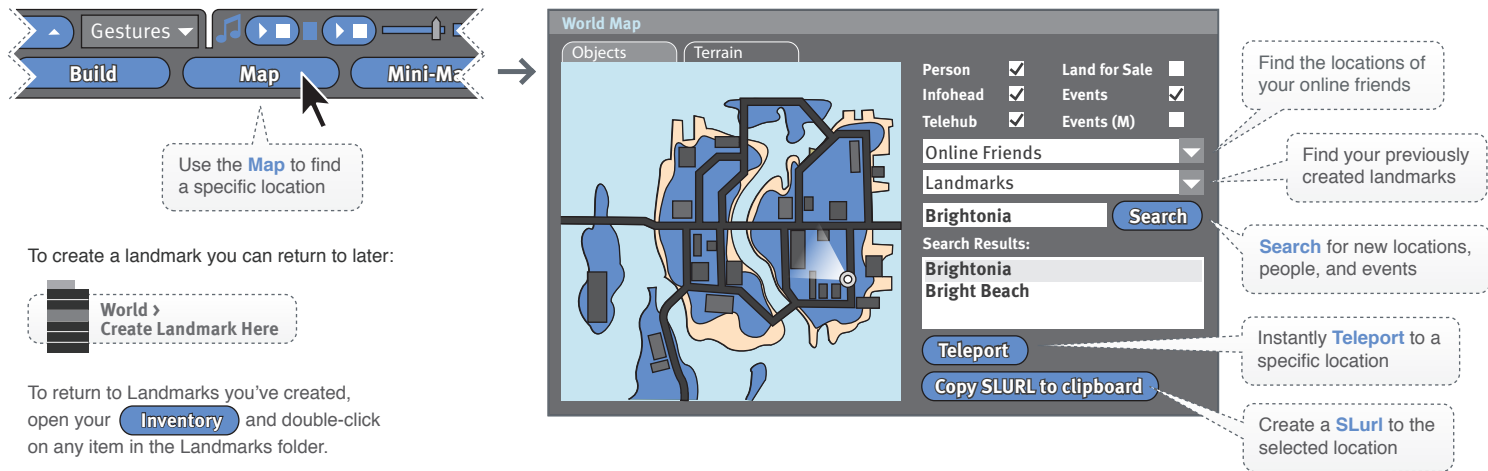 Gestures
Build
Map
Mini-Ma
Use the Map to find
a specific location
To create a landmark you can return to later:
World >
Create Landmark Here
To return to Landmarks you’ve created,
open your Inventory and double-click
on any item in the Landmarks folder.
World Map
Objects
Terrain
Person
Land for Sale
Infohead
Events
Telehub
Events (M)
Online Friends
Landmarks
Brightonia
Search
Search Results:
Brightonia
Bright Beach
Teleport
Copy SLURL to clipboard
Find the locations of
your online friends
Find your previously
created landmarks
Search for new locations,
people, and events
Instantly Teleport to a
specific location
Create a SLurl to the
selected location